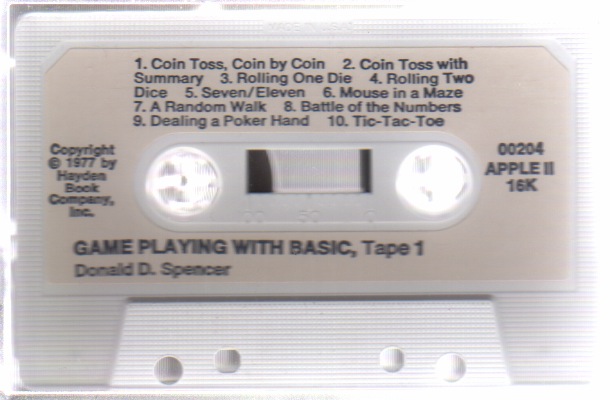 1. Coin Toss, Coin by Coin 2. Coin Toss with
Summary 3. Rolling One Die 4. Rolling Two
Dice 5. Seven/Eleven 6. Mouse in a Maze
7. A Random Walk 8. Battle of the Numbers
9. Dealing a Poker Hand 10. Tic-Tac-Toe
Copyright
© 1977 by
Hayden
Book
Company,
Inc.
00204
APPLE II
16K
100 50 0
GAME PLAYING WITH BASIC, Tape 1
Donald D. Spencer